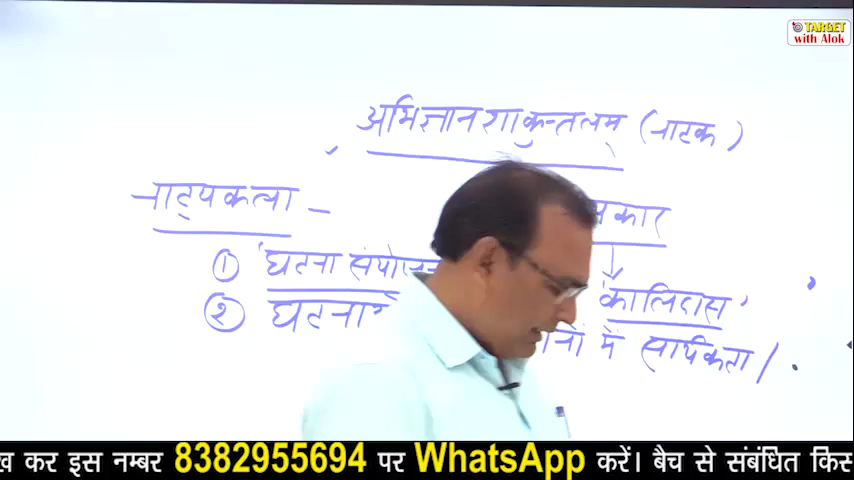 TARGET
with Alok
अभिज्ञान शाकुन्तलम् (नाटक)
नाट्यकला –
कार
① 'घटना संयोजन
'कालिदास'
② घटना
में सार्थकता।
ख कर इस नम्बर 8382955694 पर WhatsApp करें। बैच से संबंधित किस